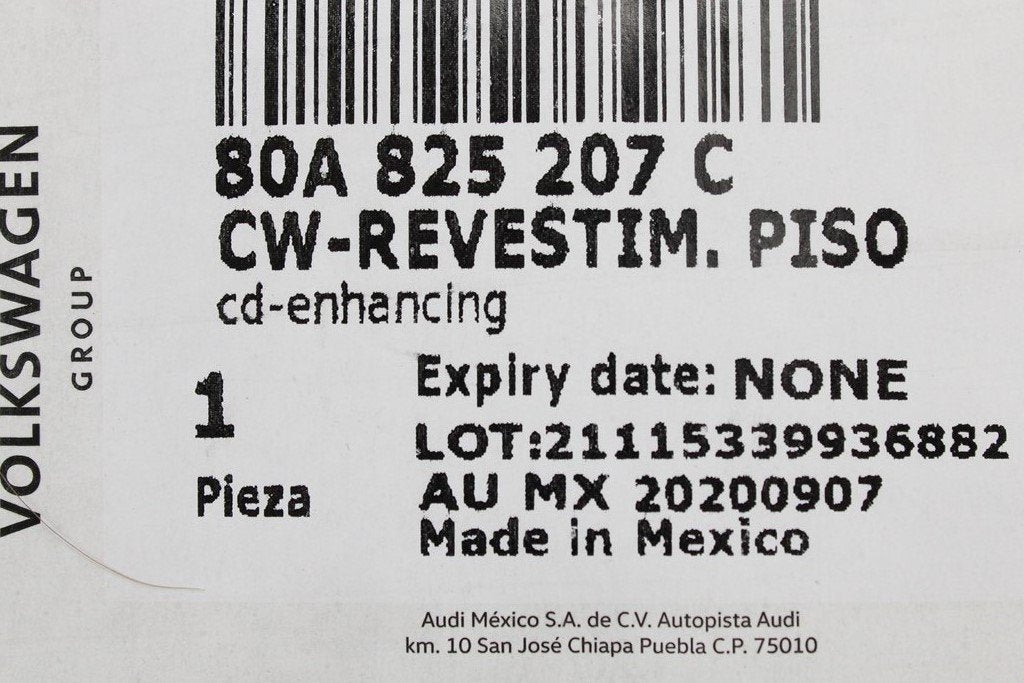 VOLKSWAGEN
GROUP
80A 825 207 C
CW-REVESTIM. PISO
cd-enhancing
1
Pieza
Expiry date: NONE
LOT:211115339936882
AU MX 20200907
Made in Mexico
Audi México S.A. de C.V. Autopista Audi
km. 10 San José Chiapa Puebla C.P. 75010